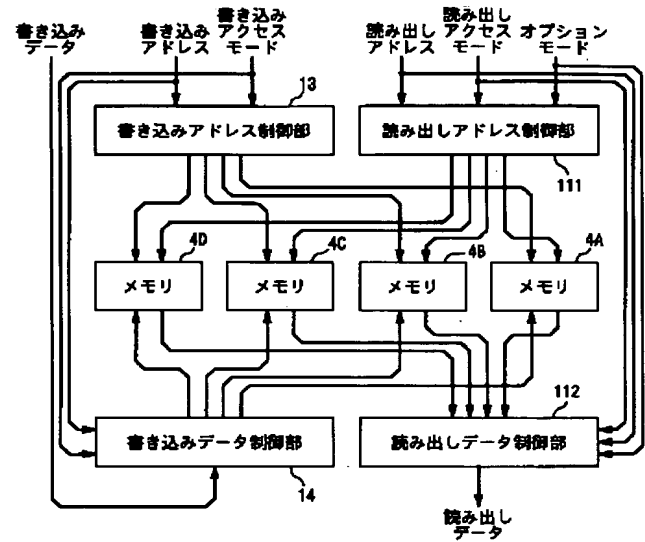 書き込み
データ
書き込み
アドレス
書き込み
アクセス
モード
読み出し
アドレス
読み出し
アクセス
モード
オプション
モード
13
書き込みアドレス制御部
読み出しアドレス制御部
111
4D
メモリ
4C
メモリ
4B
メモリ
4A
メモリ
書き込みデータ制御部
14
112
読み出しデータ制御部
読み出し
データ